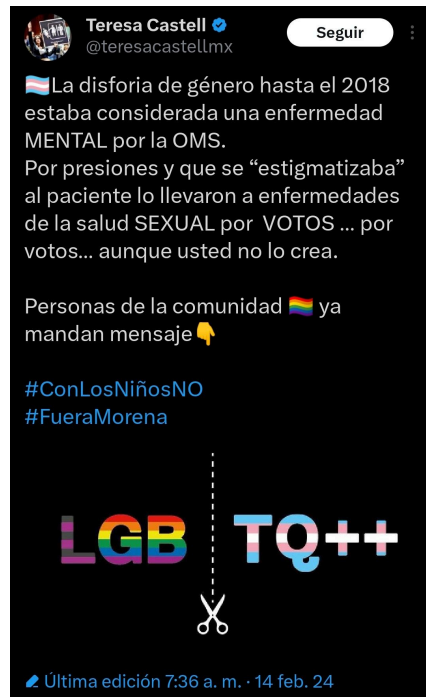 Teresa Castell
@teresacastellmx
Seguir
🏳️‍⚧️La disforia de género hasta el 2018
estaba considerada una enfermedad
MENTAL por la OMS.
Por presiones y que se “estigmatizaba”
al paciente lo llevaron a enfermedades
de la salud SEXUAL por VOTOS ... por
votos... aunque usted no lo crea.
Personas de la comunidad 🏳️‍🌈 ya
mandan mensaje👇
#ConLosNiñosNO
#FueraMorena
LGB TQ++
Última edición 7:36 a. m. · 14 feb. 24